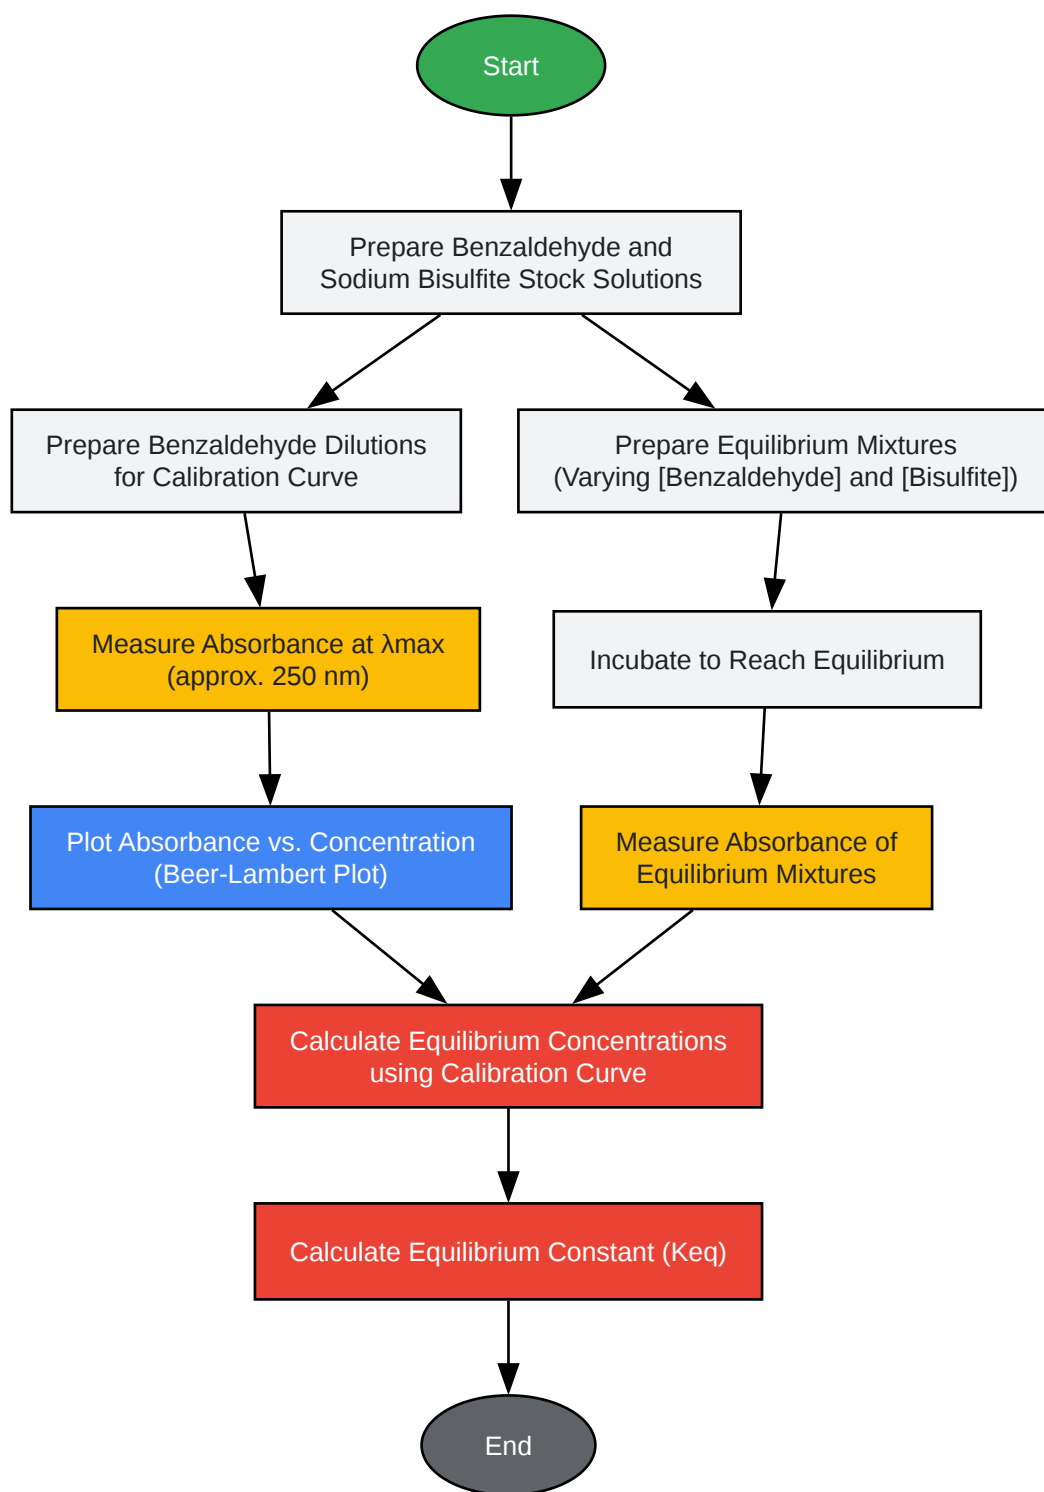 Start
Prepare Benzaldehyde and
Sodium Bisulfite Stock Solutions
Prepare Benzaldehyde Dilutions
for Calibration Curve
Prepare Equilibrium Mixtures
(Varying [Benzaldehyde] and [Bisulfite])
Measure Absorbance at λmax
(approx. 250 nm)
Incubate to Reach Equilibrium
Plot Absorbance vs. Concentration
(Beer-Lambert Plot)
Measure Absorbance of
Equilibrium Mixtures
Calculate Equilibrium Concentrations
using Calibration Curve
Calculate Equilibrium Constant (Keq)
End